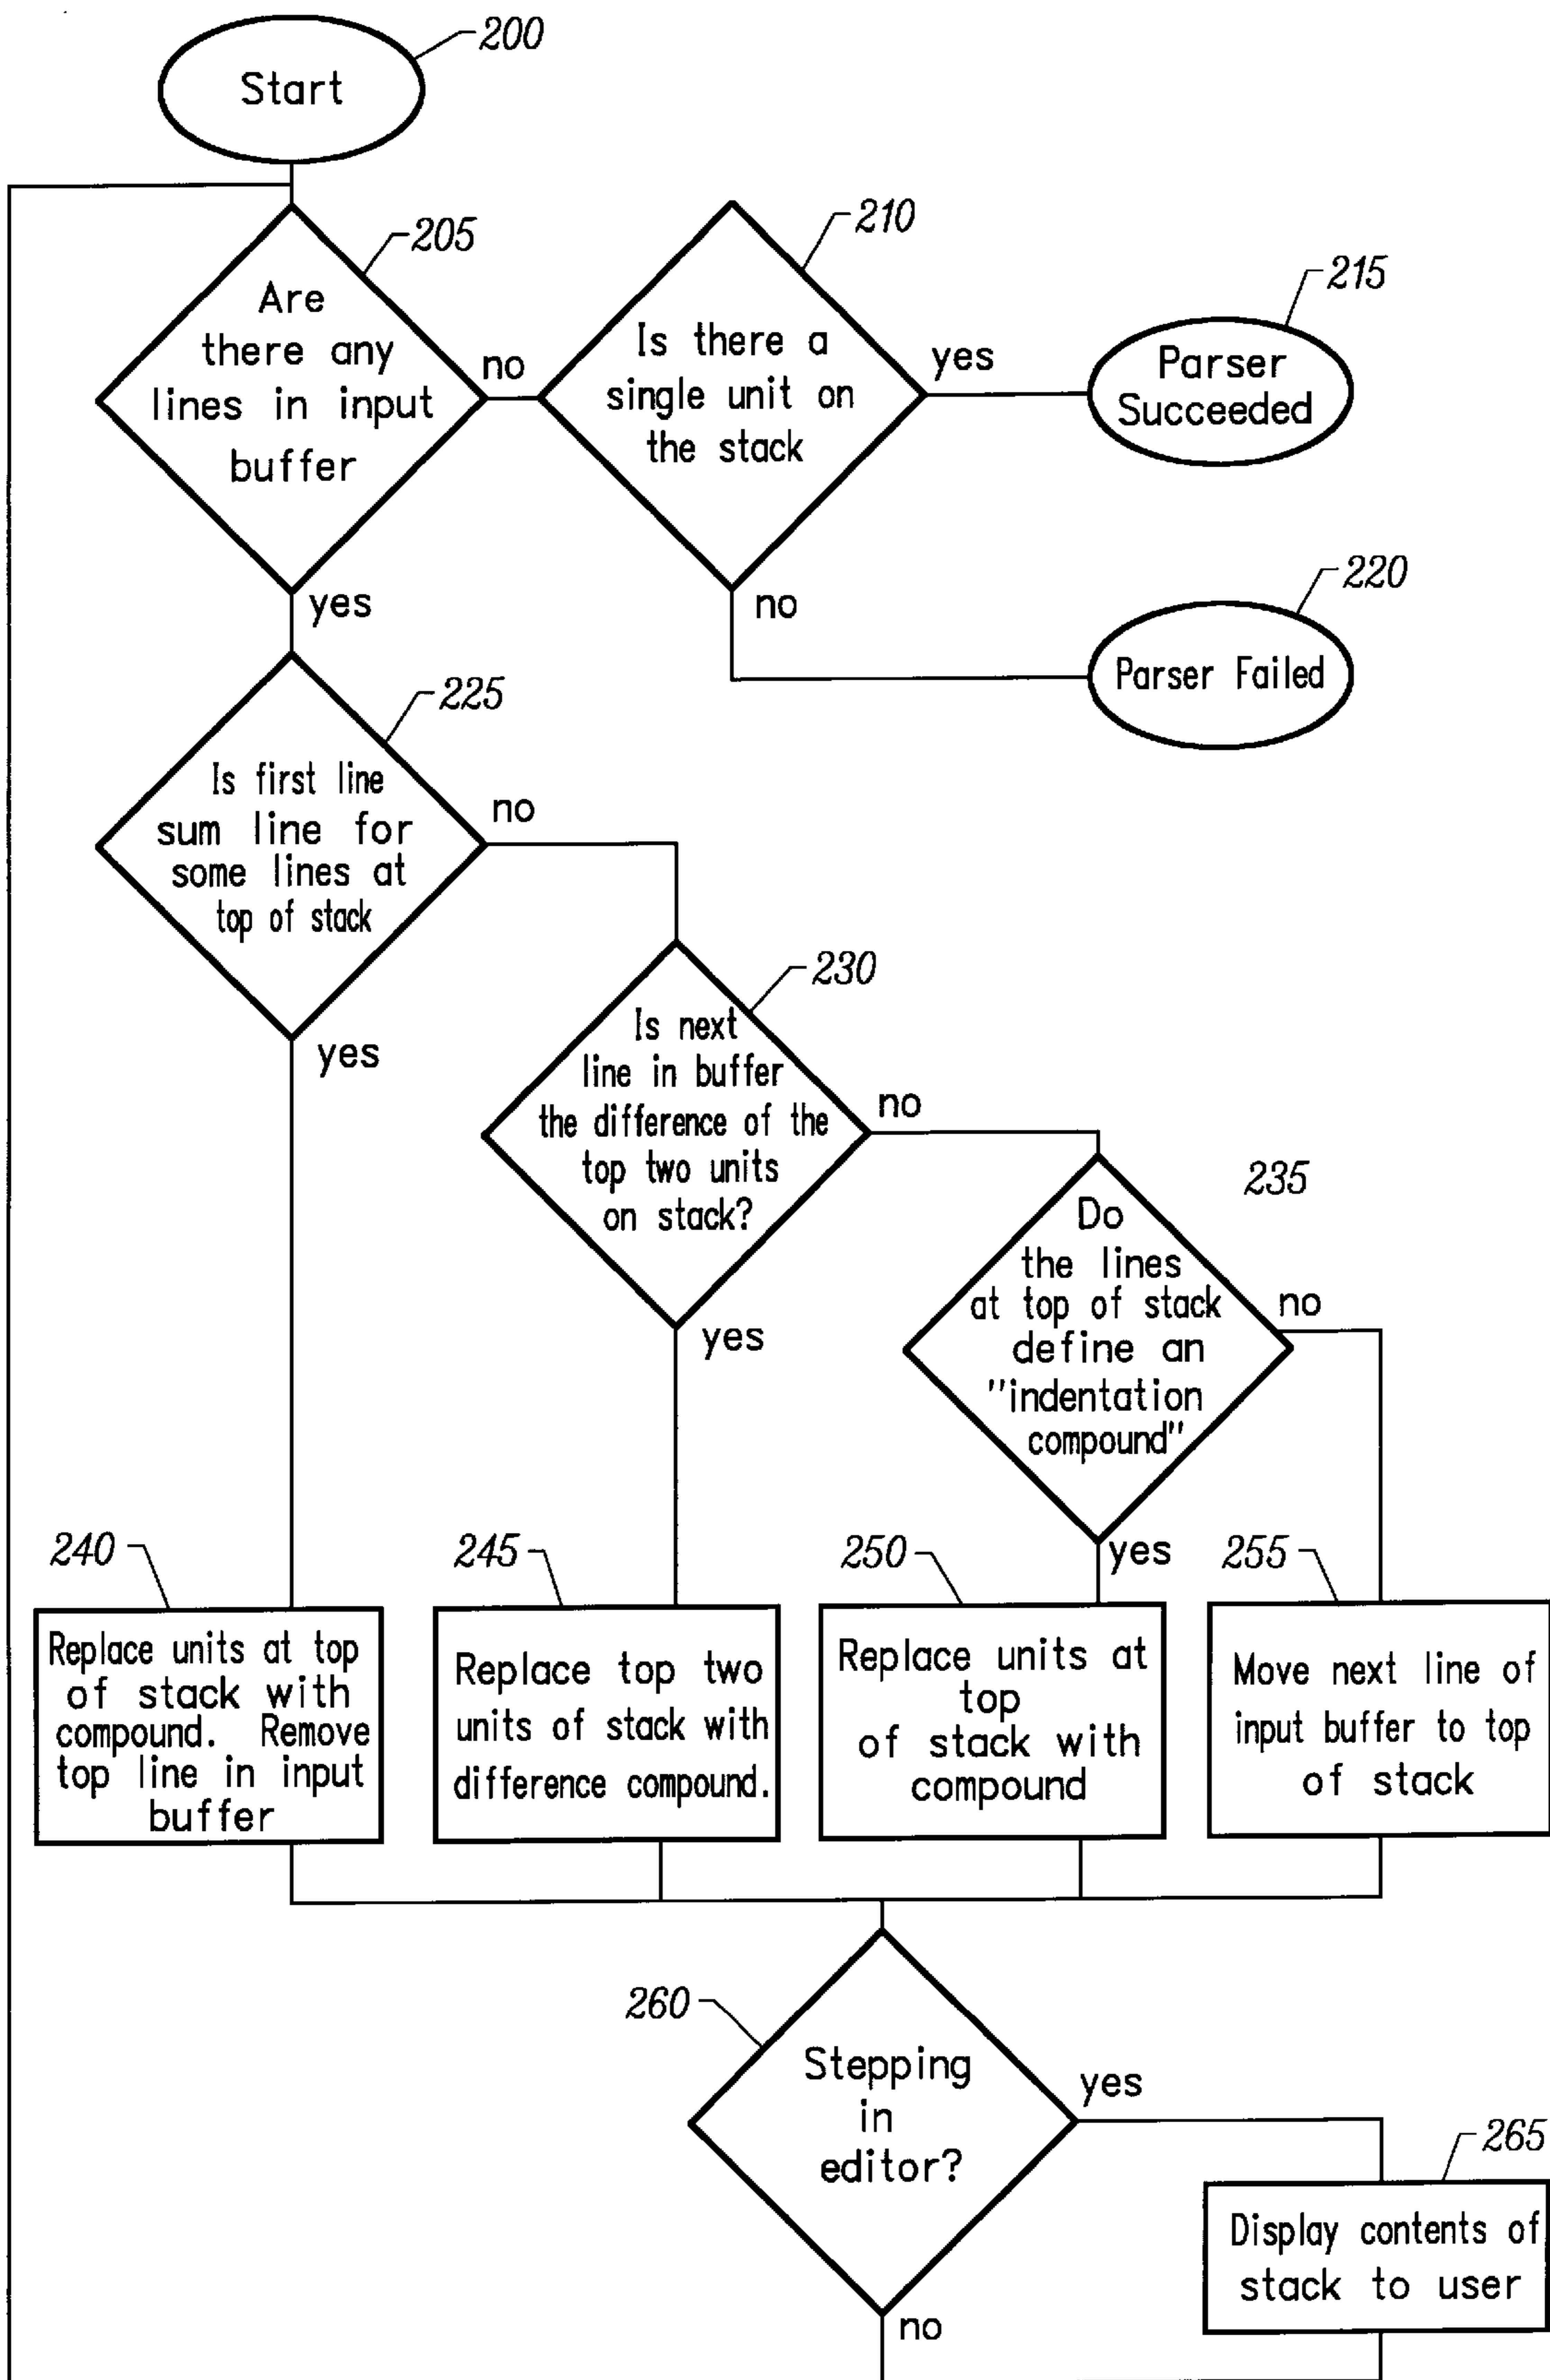 200
Start
205
Are
there any
lines in input
buffer
no
yes
210
Is there a
single unit on
the stack
yes
no
215
Parser
Succeeded
220
Parser Failed
225
Is first line
sum line for
some lines at
top of stack
no
yes
230
Is next
line in buffer
the difference of the
top two units
on stack?
no
yes
235
Do
the lines
at top of stack
define an
"indentation
compound"
no
yes
240
Replace units at top
of stack with
compound. Remove
top line in input
buffer
245
Replace top two
units of stack with
difference compound.
250
Replace units at
top
of stack with
compound
255
Move next line of
input buffer to top
of stack
260
Stepping
in
editor?
yes
no
265
Display contents of
stack to user